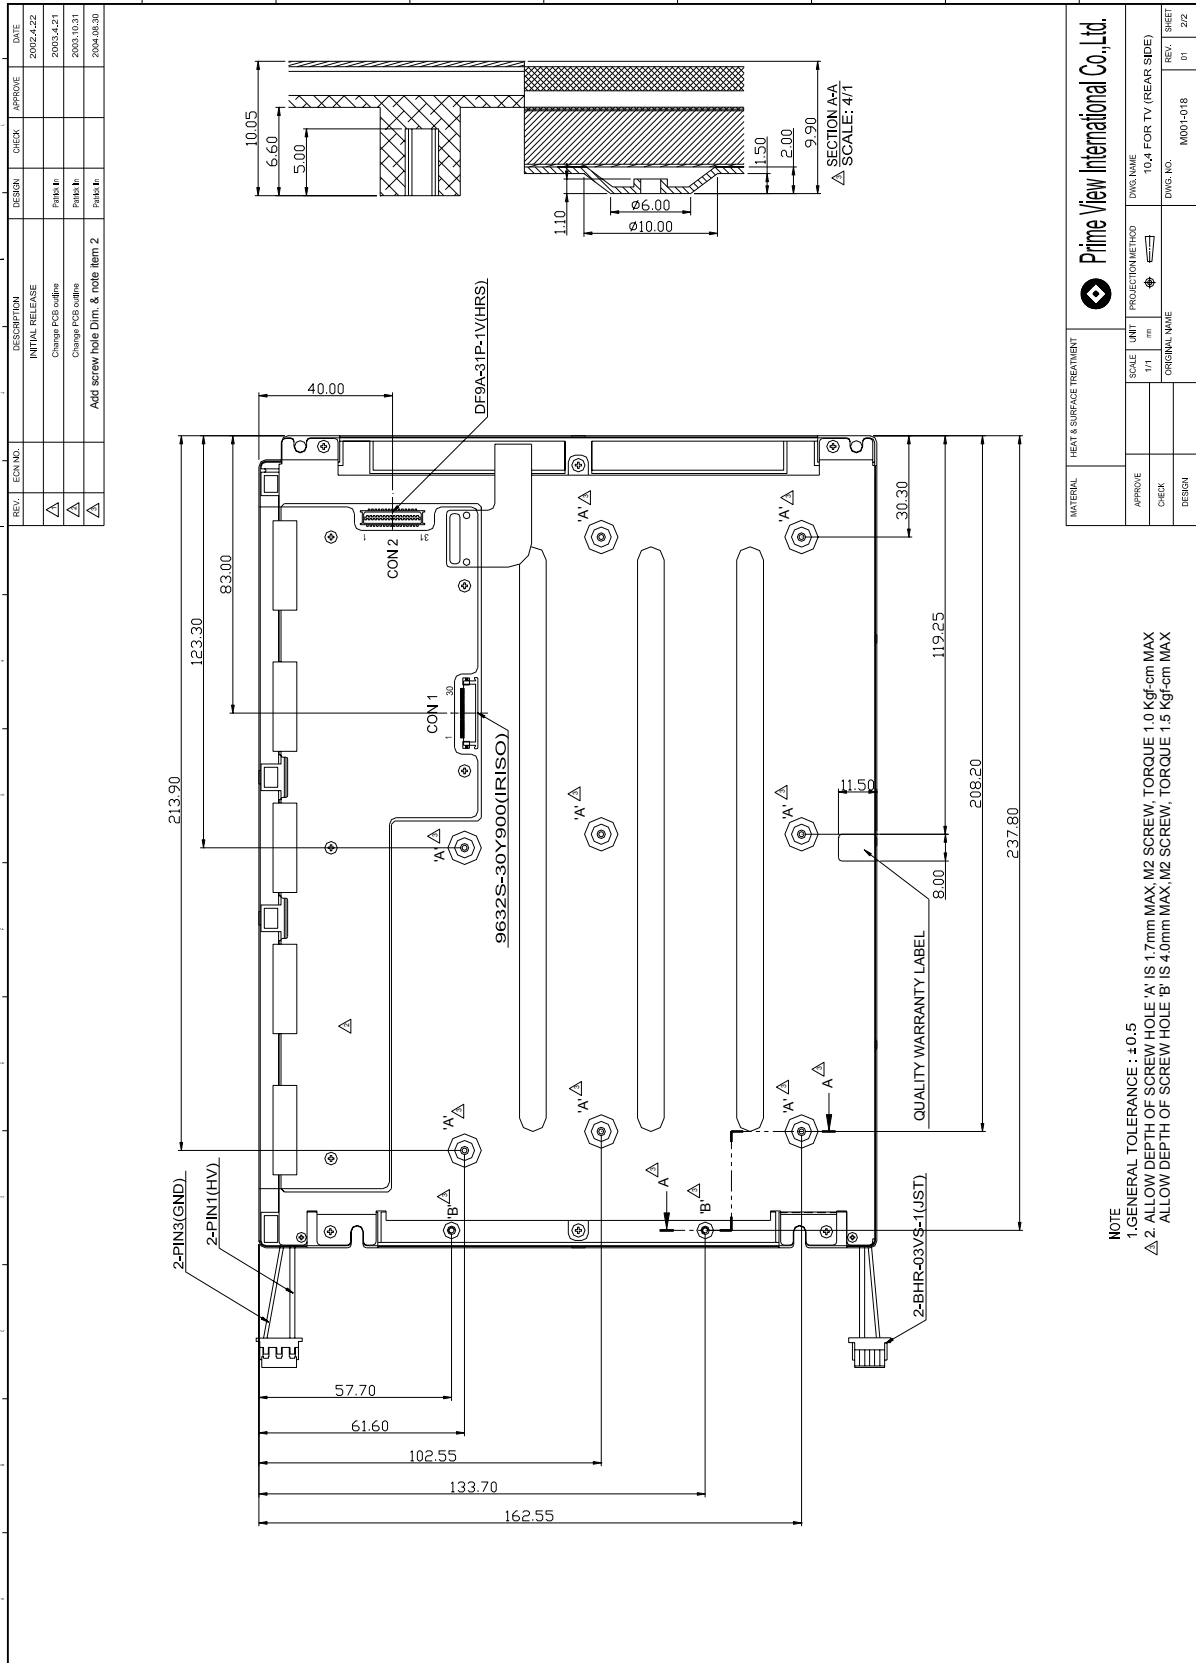 REV.
ECN NO.
DESCRIPTION
DESIGN
CHECK
APPROVE
DATE
INITIAL RELEASE
2002.4.22
Change PCB outline
Patrick lin
2003.4.21
Change PCB outline
Patrick lin
2003.10.31
Add screw hole Dim. & note item 2
Patrick lin
2004.08.30
10.05
6.60
5.00
1.10
ø6.00
ø10.00
1.50
2.00
9.90
SECTION A-A
SCALE: 4/1
40.00
DF9A-31P-1V(HRS)
213.90
123.30
83.00
1
31
CON 2
CON 1
1
30
9632S-30Y900(IRISO)
'A'
'A'
'A'
'A'
'A'
'A'
'A'
'A'
'B'
'B'
A
A
2
3
30.30
119.25
208.20
237.80
11.50
8.00
QUALITY WARRANTY LABEL
2-PIN3(GND)
2-PIN1(HV)
2-BHR-03VS-1(JST)
57.70
61.60
102.55
133.70
162.55
NOTE
1.GENERAL TOLERANCE : ±0.5
3 2. ALLOW DEPTH OF SCREW HOLE 'A' IS 1.7mm MAX, M2 SCREW, TORQUE 1.0 Kgf-cm MAX
ALLOW DEPTH OF SCREW HOLE 'B' IS 4.0mm MAX, M2 SCREW, TORQUE 1.5 Kgf-cm MAX
MATERIAL
HEAT & SURFACE TREATMENT
Prime View International Co.,Ltd.
APPROVE
CHECK
DESIGN
SCALE
1/1
UNIT
mm
PROJECTION METHOD
ORIGINAL NAME
DWG. NAME
10.4 FOR TV (REAR SIDE)
DWG. NO.
M001-018
REV.
01
SHEET
2/2